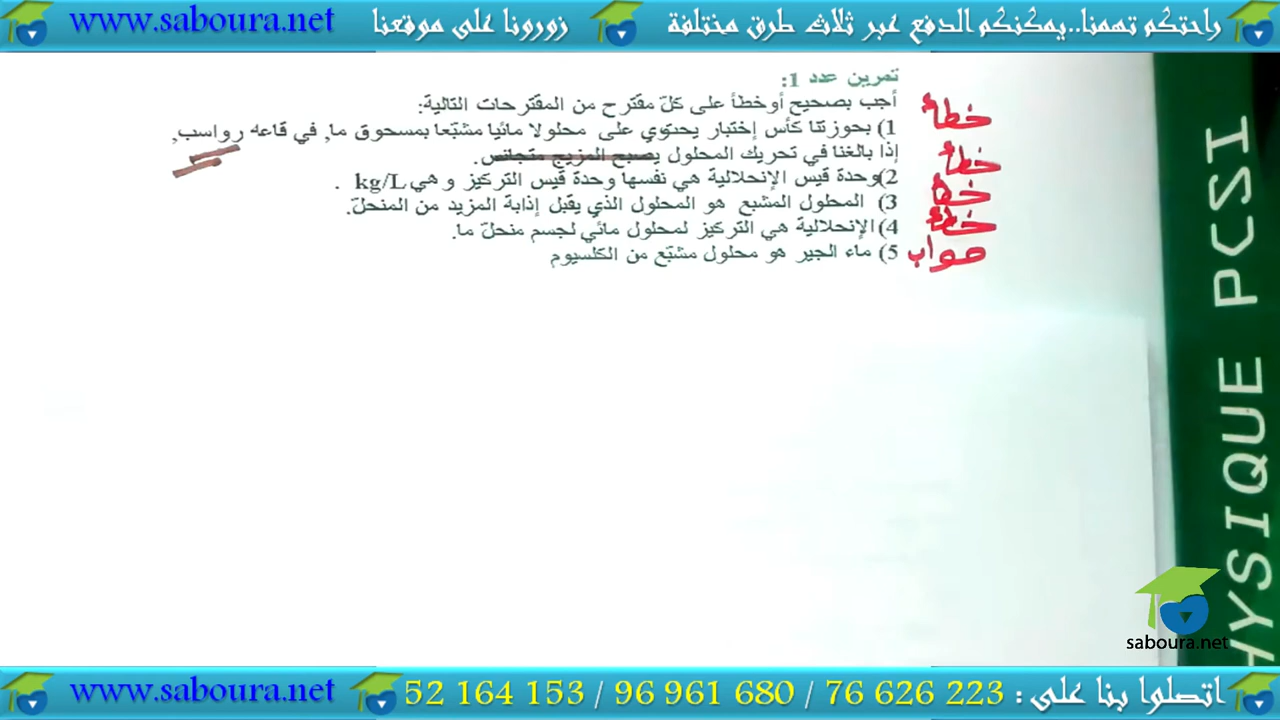 www.saboura.net زورونا على موقعنا راحتكم تهمنا..يمكنكم الدفع عبر ثلاث طرق مختلفة
تمرين عدد 1:
أجب بصحيح أوخطأ على كلّ مقترح من المقترحات التالية:
1) بحوزتنا كأس إختبار يحتوي على محلولا مائيا مشبّعا بمسحوق ما, في قاعه رواسب,
إذا بالغنا في تحريك المحلول يصبح المزيج متجانس.
2)وحدة قيس الإنحلالية هي نفسها وحدة قيس التركيز و هي kg/L .
3) المحلول المشبع هو المحلول الذي يقبل إذابة المزيد من المنحلّ.
4) الإنحلالية هي التركيز لمحلول مائي لجسم منحلّ ما.
5) ماء الجير هو محلول مشبّع من الكلسيوم
خطأ
خطأ
خطأ
خطأ
صواب
PHYSIQUE PCSI
saboura.net
www.saboura.net 52 164 153 / 96 961 680 / 76 626 223 : اتصلوا بنا على